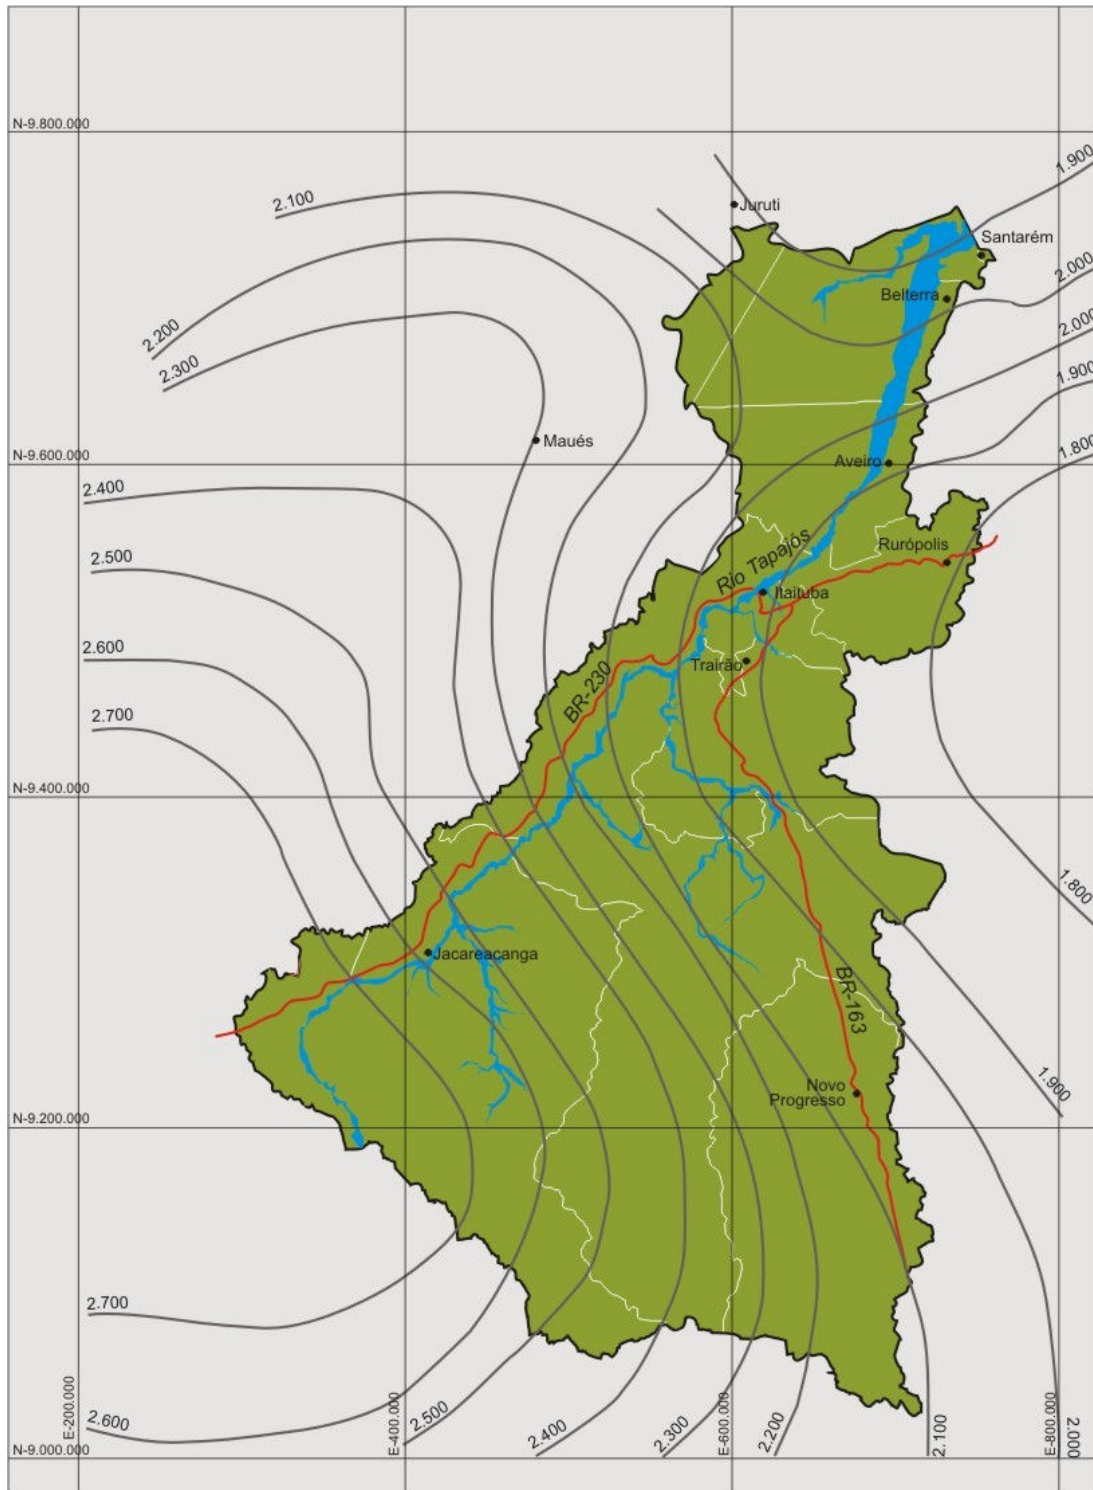 N-9.800.000
1.900
2.100
Juruti
Santarém
2.000
Belterra
2.200
2.000
2.300
1.900
Maués
1.800
Aveiro
2.400
Rurópolis
Rio Tapajós
2.500
Itaituba
N-9.600.000
2.600
Trairão
BR-230
2.700
N-9.400.000
1.800
Jacareacanga
BR-163
Novo
Progresso
1.900
N-9.200.000
2.700
2.600
2.500
2.400
2.300
2.200
2.100
2.000
E-200.000
E-400.000
E-600.000
E-800.000
N-9.000.000